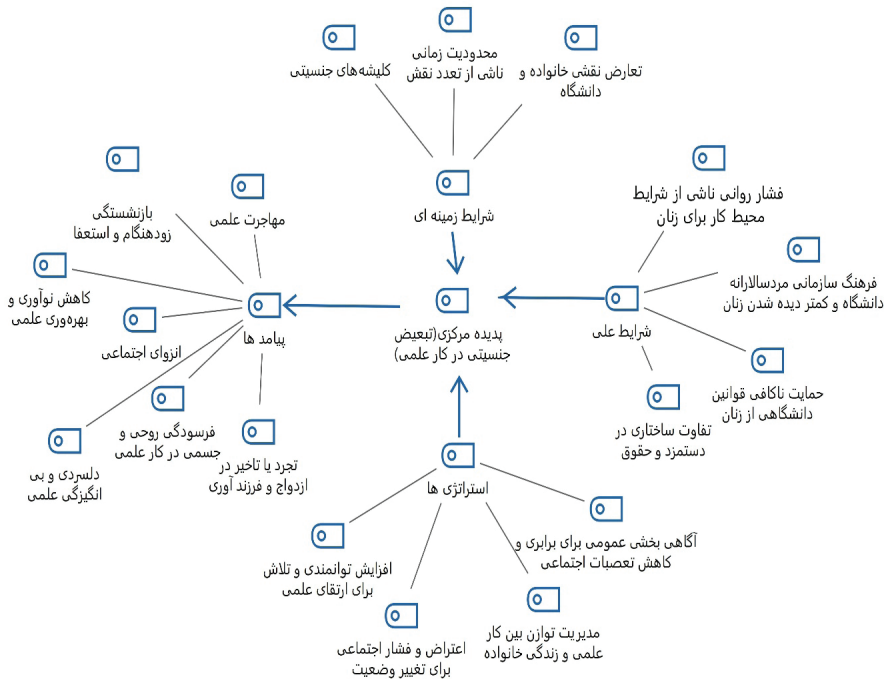 تعارض نقشی خانواده و
دانشگاه
محدودیت زمانی
ناشی از تعدد نقش
کلیشه‌های جنسیتی
شرایط زمینه ای
فشار روانی ناشی از شرایط
محیط کار برای زنان
فرهنگ سازمانی مردسالارانه
دانشگاه و کمتر دیده شدن زنان
شرایط علی
حمایت ناکافی قوانین
دانشگاهی از زنان
تفاوت ساختاری در
دستمزد و حقوق
پدیده مرکزی(تبعیض
جنسیتی در کار علمی)
مهاجرت علمی
بازنشستگی
زودهنگام و استعفا
کاهش نوآوری و
بهره‌وری علمی
پیامد ها
انزوای اجتماعی
فرسودگی روحی و
جسمی در کار علمی
تجرد یا تاخیر در
ازدواج و فرزند آوری
دلسردی و بی
انگیزگی علمی
استراتژی ها
آگاهی بخشی عمومی برای برابری و
کاهش تعصبات اجتماعی
افزایش توانمندی و تلاش
برای ارتقای علمی
مدیریت توازن بین کار
علمی و زندگی خانواده
اعتراض و فشار اجتماعی
برای تغییر وضعیت